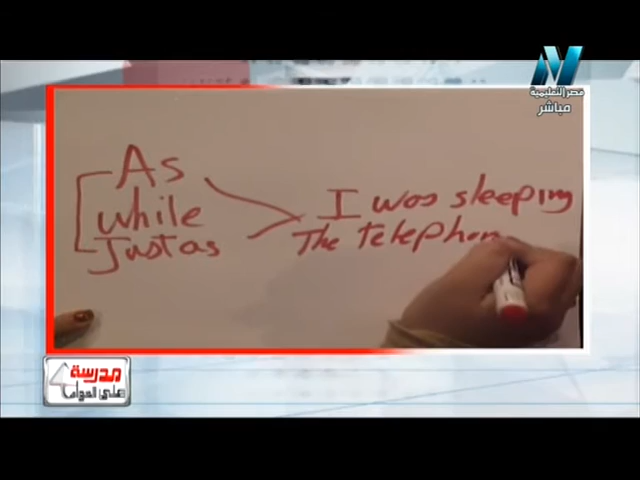 مصر التعليمية
مباشر
As
while
Just as
I was sleeping
The telephon
مدرسة
على الهواء